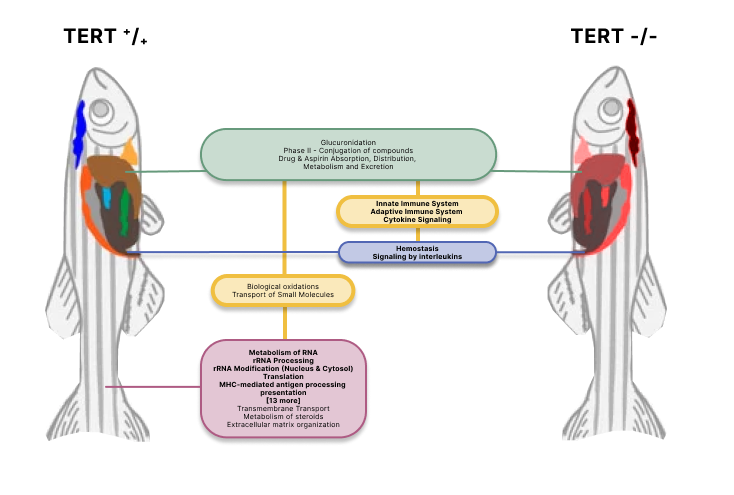 TERT +/+
TERT -/-
Glucuronidation
Phase II - Conjugation of compounds
Drug & Aspirin Absorption, Distribution,
Metabolism and Excretion
Innate Immune System
Adaptive Immune System
Cytokine Signaling
Hemostasis
Signaling by interleukins
Biological oxidations
Transport of Small Molecules
Metabolism of RNA
rRNA Processing
rRNA Modification (Nucleus & Cytosol)
Translation
MHC-mediated antigen processing
presentation
[13 more]
Transmembrane Transport
Metabolism of steroids
Extracellular matrix organization